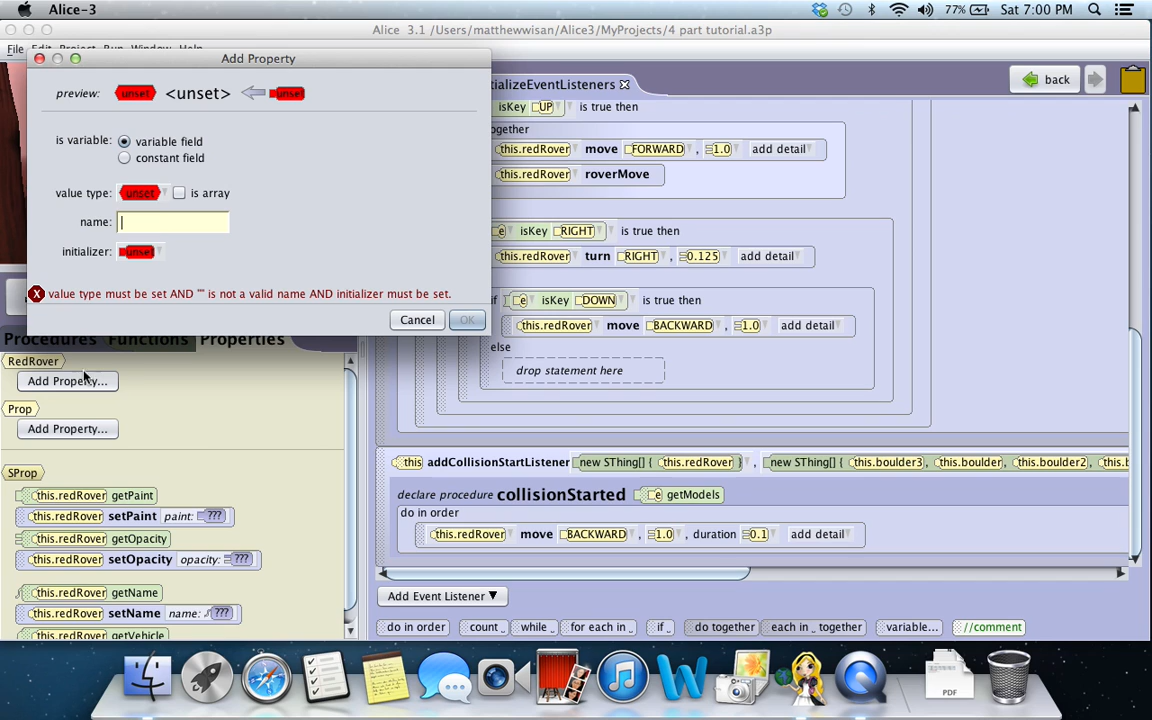 Alice-3
77%
Sat 7:00 PM
Alice 3.1 /Users/matthewwisan/Alice3/MyProjects/4 part tutorial.a3p
File Edit Project Run Window Help
Add Property
preview: unset <unset> unset
is variable: variable field
constant field
value type: unset is array
name:
initializer: unset
value type must be set AND "" is not a valid name AND initializer must be set.
Cancel OK
Procedures Functions Properties
RedRover
Add Property...
Prop
Add Property...
SProp
this.redRover getPaint
this.redRover setPaint paint: ???
this.redRover getOpacity
this.redRover setOpacity opacity: ???
this.redRover getName
this.redRover setName name: ???
this.redRover getVehicle
itializeEventListeners
back
isKey UP is true then
ogether
this.redRover move FORWARD , 1.0 add detail
this.redRover roverMove
e isKey RIGHT is true then
this.redRover turn RIGHT , 0.125 add detail
if e isKey DOWN is true then
this.redRover move BACKWARD , 1.0 add detail
else
drop statement here
this addCollisionStartListener new SThing[] { this.redRover } , new SThing[] { this.boulder3, this.boulder, this.boulder2, this.b
declare procedure collisionStarted e getModels
do in order
this.redRover move BACKWARD , 1.0 , duration 0.1 add detail
Add Event Listener
do in order count while for each in if do together each in together variable... //comment
PDF